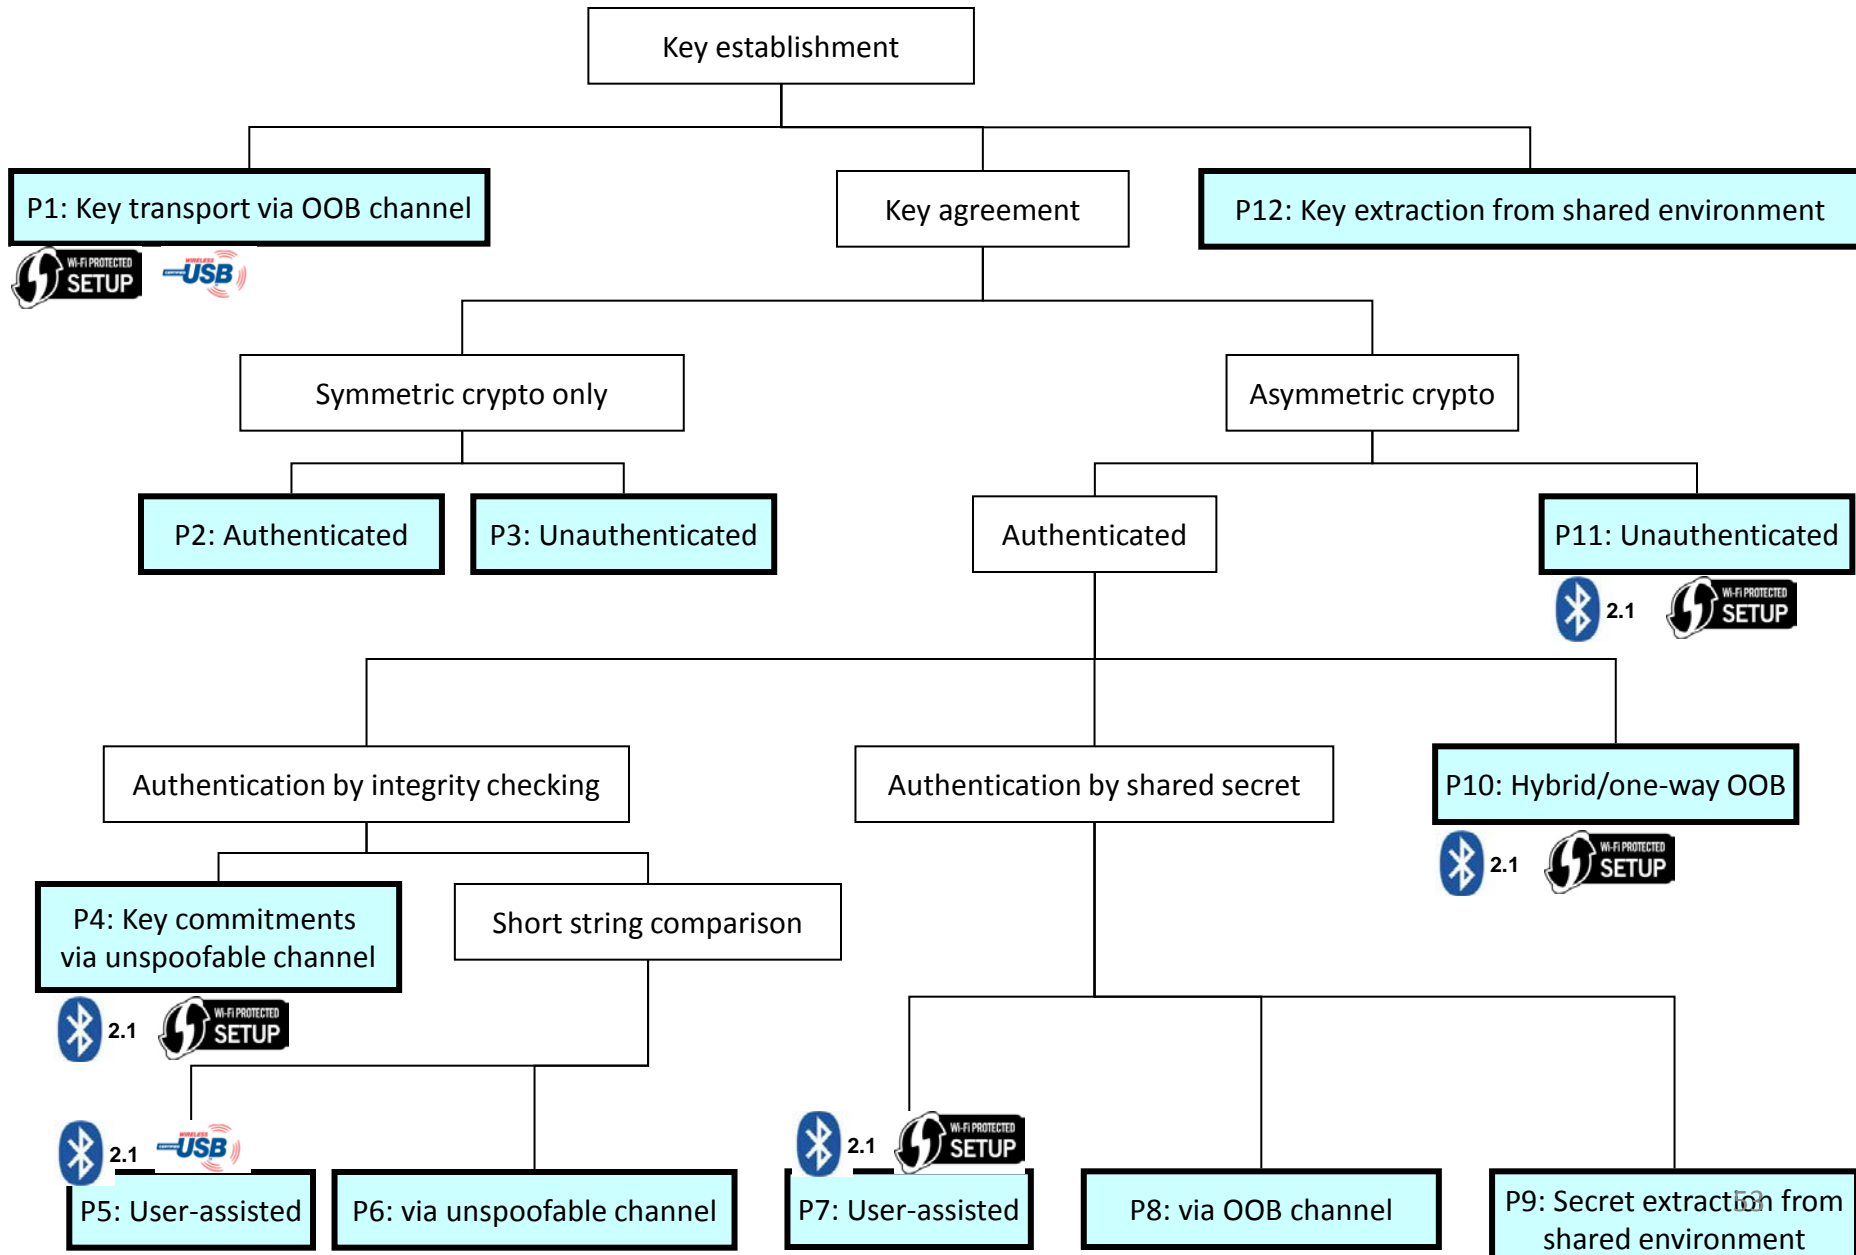 Key establishment
P1: Key transport via OOB channel
Key agreement
P12: Key extraction from shared environment
Wi-Fi PROTECTED
SETUP
WIRELESS
CERTIFIED USB
Symmetric crypto only
Asymmetric crypto
P2: Authenticated
P3: Unauthenticated
Authenticated
P11: Unauthenticated
2.1
Wi-Fi PROTECTED
SETUP
Authentication by integrity checking
Authentication by shared secret
P10: Hybrid/one-way OOB
2.1
Wi-Fi PROTECTED
SETUP
P4: Key commitments
via unspoofable channel
Short string comparison
2.1
Wi-Fi PROTECTED
SETUP
2.1
WIRELESS
CERTIFIED USB
2.1
Wi-Fi PROTECTED
SETUP
P5: User-assisted
P6: via unspoofable channel
P7: User-assisted
P8: via OOB channel
P9: Secret extraction from
shared environment
53